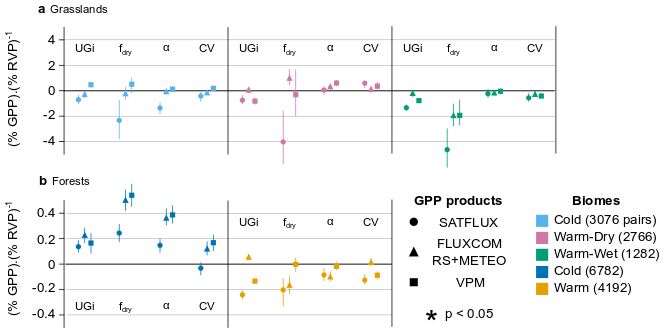 a Grasslands
UGi fdry α CV UGi fdry α CV UGi fdry α CV
4
2
0
-2
-4
(% GPP).(% RVP)-1
b Forests
0.4
0.2
0
-0.2
-0.4
(% GPP).(% RVP)-1
UGi fdry α CV
UGi fdry α CV
GPP products
SATFLUX
FLUXCOM
RS+METEO
VPM
* p < 0.05
Biomes
Cold (3076 pairs)
Warm-Dry (2766)
Warm-Wet (1282)
Cold (6782)
Warm (4192)